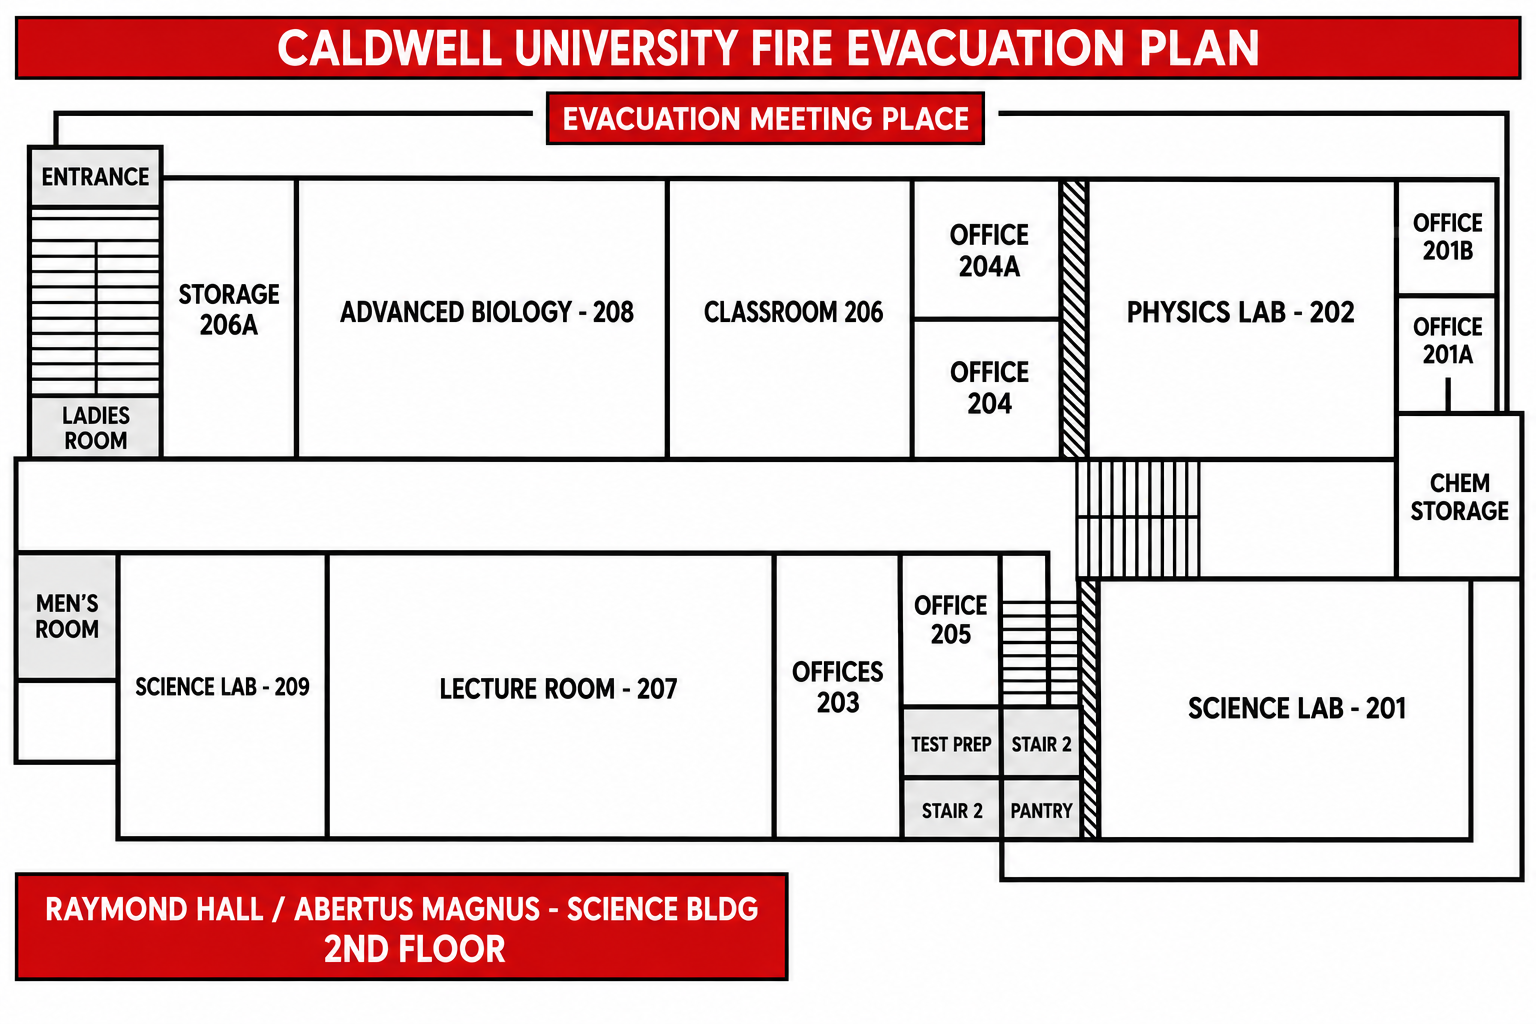 CALDWELL UNIVERSITY FIRE EVACUATION PLAN
EVACUATION MEETING PLACE
ENTRANCE
STORAGE
206A
ADVANCED BIOLOGY - 208
CLASSROOM 206
OFFICE
204A
OFFICE
204
PHYSICS LAB - 202
OFFICE
201B
OFFICE
201A
LADIES
ROOM
CHEM
STORAGE
MEN'S
ROOM
SCIENCE LAB - 209
LECTURE ROOM - 207
OFFICES
203
OFFICE
205
TEST PREP
STAIR 2
STAIR 2
PANTRY
SCIENCE LAB - 201
RAYMOND HALL / ABERTUS MAGNUS - SCIENCE BLDG
2ND FLOOR